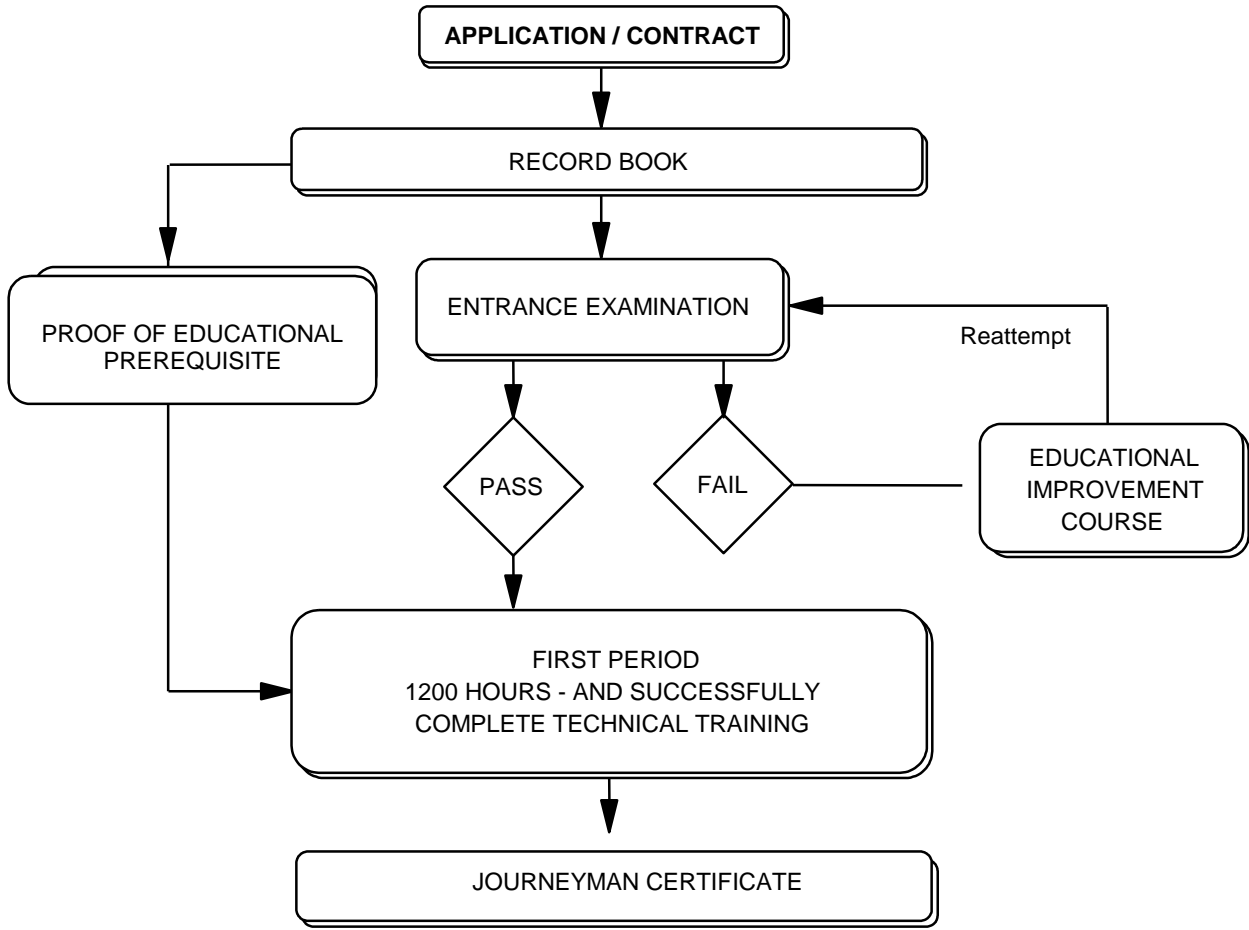 APPLICATION / CONTRACT
RECORD BOOK
PROOF OF EDUCATIONAL
PREREQUISITE
ENTRANCE EXAMINATION
Reattempt
PASS
FAIL
EDUCATIONAL
IMPROVEMENT
COURSE
FIRST PERIOD
1200 HOURS - AND SUCCESSFULLY
COMPLETE TECHNICAL TRAINING
JOURNEYMAN CERTIFICATE